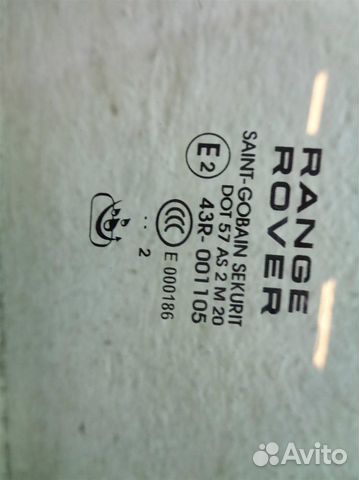 RANGE
ROVER
SAINT-GOBAIN SEKURIT
DOT 57 AS 2 M 20
E2 43R-001105
CCC E 000186
.. 2
Avito